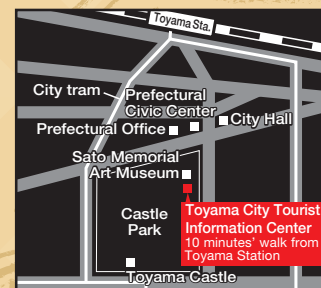 Toyama Sta.
City tram
Prefectural
Civic Center
City Hall
Prefectural Office
Sato Memorial
Art Museum
Castle
Park
Toyama City Tourist
Information Center
10 minutes' walk from
Toyama Station
Toyama Castle